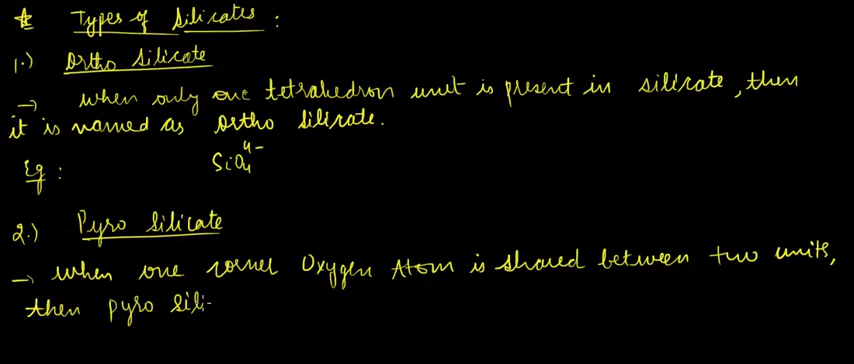 * Types of Silicates :
1.) Ortho Silicate
→ when only one tetrahedron unit is present in silicate, then
it is named as Ortho Silicate.
Eg : SiO₄⁴⁻
2.) Pyro Silicate
→ when one corner Oxygen Atom is shared between two units,
then pyro sili